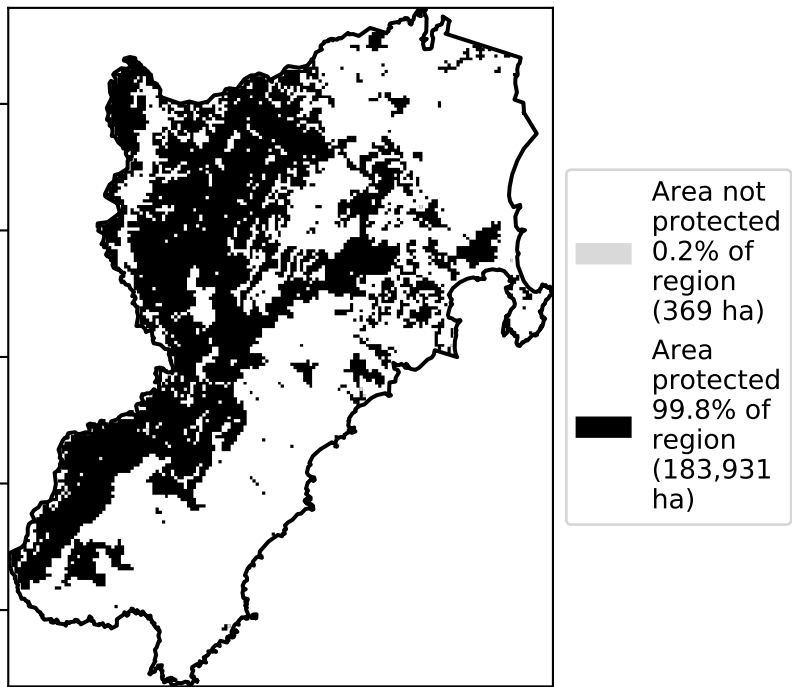 Area not
protected
0.2% of
region
(369 ha)
Area
protected
99.8% of
region
(183,931
ha)